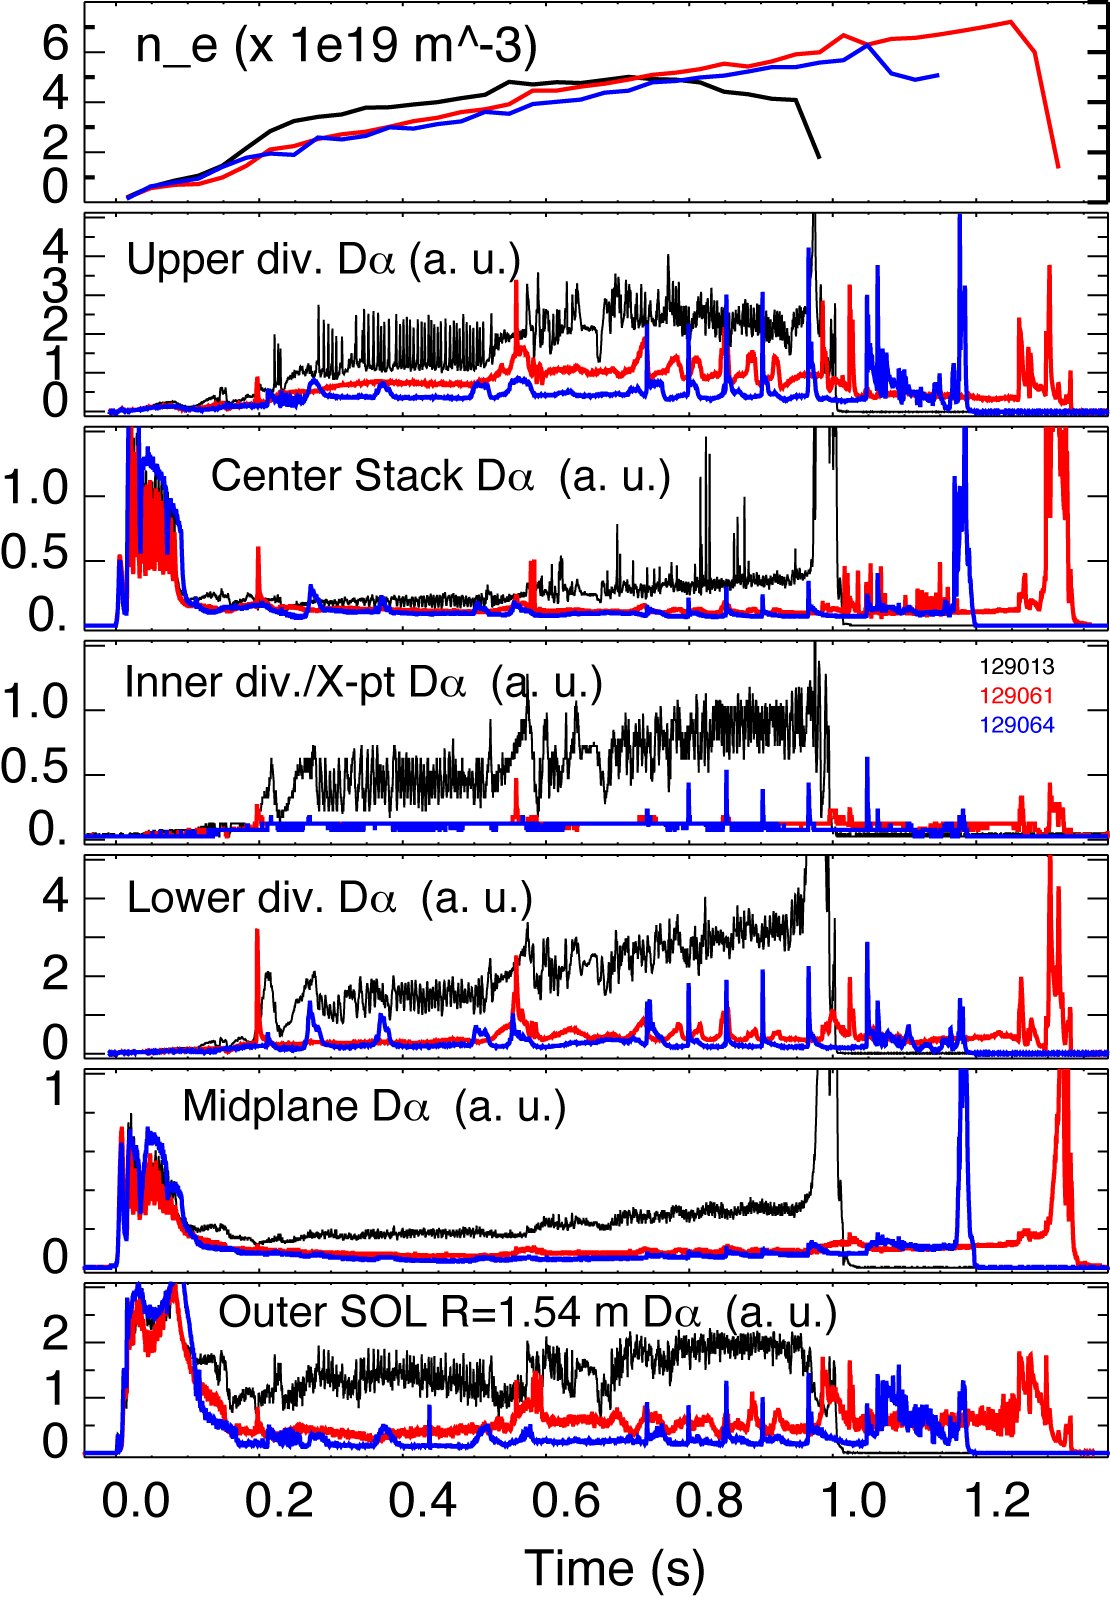 n_e (x 1e19 m^-3)
6
4
2
0
Upper div. Dα (a. u.)
4
3
2
1
0
Center Stack Dα (a. u.)
1.0
0.5
0.
Inner div./X-pt Dα (a. u.)
129013
129061
129064
1.0
0.5
0.
Lower div. Dα (a. u.)
4
2
0
Midplane Dα (a. u.)
1
0
Outer SOL R=1.54 m Dα (a. u.)
2
1
0
0.0 0.2 0.4 0.6 0.8 1.0 1.2
Time (s)